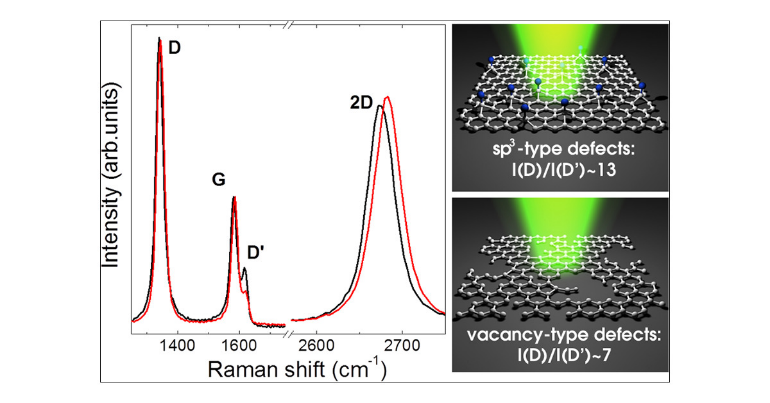 D
G
D'
2D
Intensity (arb.units)
1400 1600 2600 2700
Raman shift (cm⁻¹)
sp³-type defects:
I(D)/I(D')~13
vacancy-type defects:
I(D)/I(D')~7